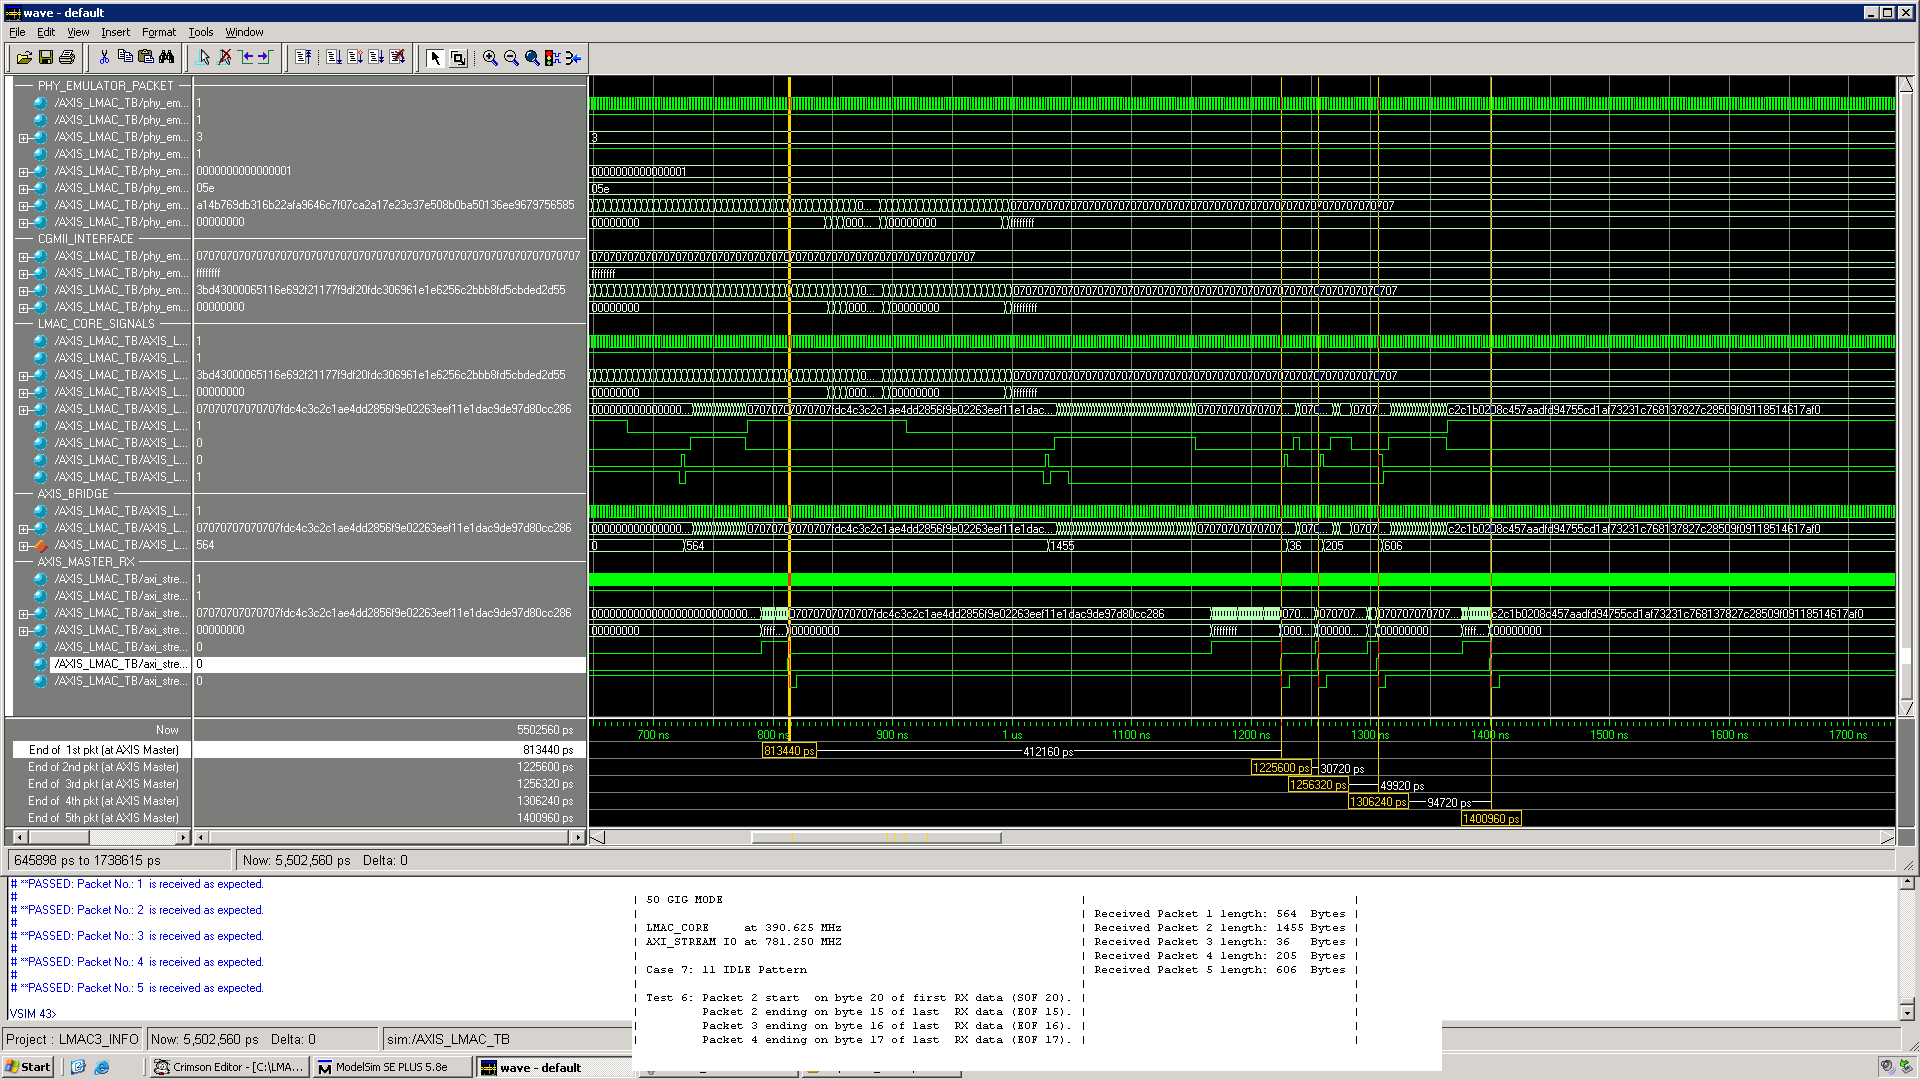 wave - default
File Edit View Insert Format Tools Window
PHY_EMULATOR_PACKET
/AXIS_LMAC_TB/phy_em... 1
/AXIS_LMAC_TB/phy_em... 1
/AXIS_LMAC_TB/phy_em... 3 3
/AXIS_LMAC_TB/phy_em... 1
/AXIS_LMAC_TB/phy_em... 0000000000000001 0000000000000001
/AXIS_LMAC_TB/phy_em... 05e 05e
/AXIS_LMAC_TB/phy_em... a14b769db316b22afa9646c7f07ca2a17e23c37e508b0ba50136ee9679756585 0...
/AXIS_LMAC_TB/phy_em... 00000000 00000000 000... 00000000 ffffffff
CGMII_INTERFACE
/AXIS_LMAC_TB/phy_em... 0707070707070707070707070707070707070707070707070707070707070707
/AXIS_LMAC_TB/phy_em... ffffffff ffffffff
/AXIS_LMAC_TB/phy_em... 3bd43000065116e692f21177f9df20fdc306961e1e6256c2bbb8fd5cbded2d55 0...
/AXIS_LMAC_TB/phy_em... 00000000 00000000 000... 00000000 ffffffff
LMAC_CORE_SIGNALS
/AXIS_LMAC_TB/AXIS_L... 1
/AXIS_LMAC_TB/AXIS_L... 1
/AXIS_LMAC_TB/AXIS_L... 3bd43000065116e692f21177f9df20fdc306961e1e6256c2bbb8fd5cbded2d55 0...
/AXIS_LMAC_TB/AXIS_L... 00000000 00000000 000... 00000000 ffffffff
/AXIS_LMAC_TB/AXIS_L... 07070707070707fdc4c3c2c1ae4dd2856f9e02263eef11e1dac9de97d80cc286 c2c1b0208c457aadfd94755cd1af73231c768137827c28509f09118514617af0
/AXIS_LMAC_TB/AXIS_L... 1
/AXIS_LMAC_TB/AXIS_L... 0
/AXIS_LMAC_TB/AXIS_L... 0
/AXIS_LMAC_TB/AXIS_L... 1
AXIS_BRIDGE
/AXIS_LMAC_TB/AXIS_L... 1
/AXIS_LMAC_TB/AXIS_L... 07070707070707fdc4c3c2c1ae4dd2856f9e02263eef11e1dac9de97d80cc286 c2c1b0208c457aadfd94755cd1af73231c768137827c28509f09118514617af0
/AXIS_LMAC_TB/AXIS_L... 564 0 564 1455 36 205 606
AXIS_MASTER_RX
/AXIS_LMAC_TB/axi_stre... 1
/AXIS_LMAC_TB/axi_stre... 1
/AXIS_LMAC_TB/axi_stre... 07070707070707fdc4c3c2c1ae4dd2856f9e02263eef11e1dac9de97d80cc286 07070707070707fdc4c3c2c1ae4dd2856f9e02263eef11e1dac9de97d80cc286 070... 070707... 0707070707070... c2c1b0208c457aadfd94755cd1af73231c768137827c28509f09118514617af0
/AXIS_LMAC_TB/axi_stre... 00000000 00000000 ffff... 00000000 ffffffff 000... 00000... 00000000 ffff... 00000000
/AXIS_LMAC_TB/axi_stre... 0
/AXIS_LMAC_TB/axi_stre... 0
/AXIS_LMAC_TB/axi_stre... 0
Now 5502560 ps 700 ns 800 ns 900 ns 1 us 1100 ns 1200 ns 1300 ns 1400 ns 1500 ns 1600 ns 1700 ns
End of 1st pkt (at AXIS Master) 813440 ps 813440 ps 412160 ps
End of 2nd pkt (at AXIS Master) 1225600 ps 1225600 ps 30720 ps
End of 3rd pkt (at AXIS Master) 1256320 ps 1256320 ps 49920 ps
End of 4th pkt (at AXIS Master) 1306240 ps 1306240 ps 94720 ps
End of 5th pkt (at AXIS Master) 1400960 ps 1400960 ps
645898 ps to 1738615 ps Now: 5,502,560 ps Delta: 0
# **PASSED: Packet No.: 1 is received as expected.
#
# **PASSED: Packet No.: 2 is received as expected.
#
# **PASSED: Packet No.: 3 is received as expected.
#
# **PASSED: Packet No.: 4 is received as expected.
#
# **PASSED: Packet No.: 5 is received as expected.
VSIM 43>
| 50 GIG MODE |
| LMAC_CORE at 390.625 MHz
| AXI_STREAM IO at 781.250 MHZ
| Case 7: 11 IDLE Pattern
| Test 6: Packet 2 start on byte 20 of first RX data (SOF 20). |
| Packet 2 ending on byte 15 of last RX data (EOF 15). |
| Packet 3 ending on byte 16 of last RX data (EOF 16). |
| Packet 4 ending on byte 17 of last RX data (EOF 17). |
| Received Packet 1 length: 564 Bytes |
| Received Packet 2 length: 1455 Bytes |
| Received Packet 3 length: 36 Bytes |
| Received Packet 4 length: 205 Bytes |
| Received Packet 5 length: 606 Bytes |
Project : LMAC3_INFO Now: 5,502,560 ps Delta: 0 sim:/AXIS_LMAC_TB
Start Crimson Editor - [C:\LMA... ModelSim SE PLUS 5.8e wave - default